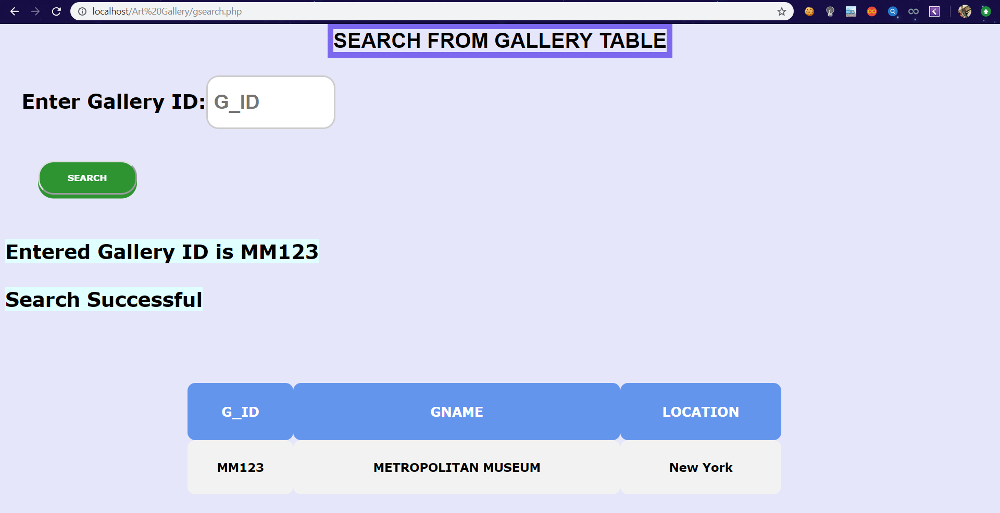 localhost/Art%20Gallery/gsearch.php
SEARCH FROM GALLERY TABLE
Enter Gallery ID: G_ID
SEARCH
Entered Gallery ID is MM123
Search Successful
G_ID GNAME LOCATION
MM123 METROPOLITAN MUSEUM New York